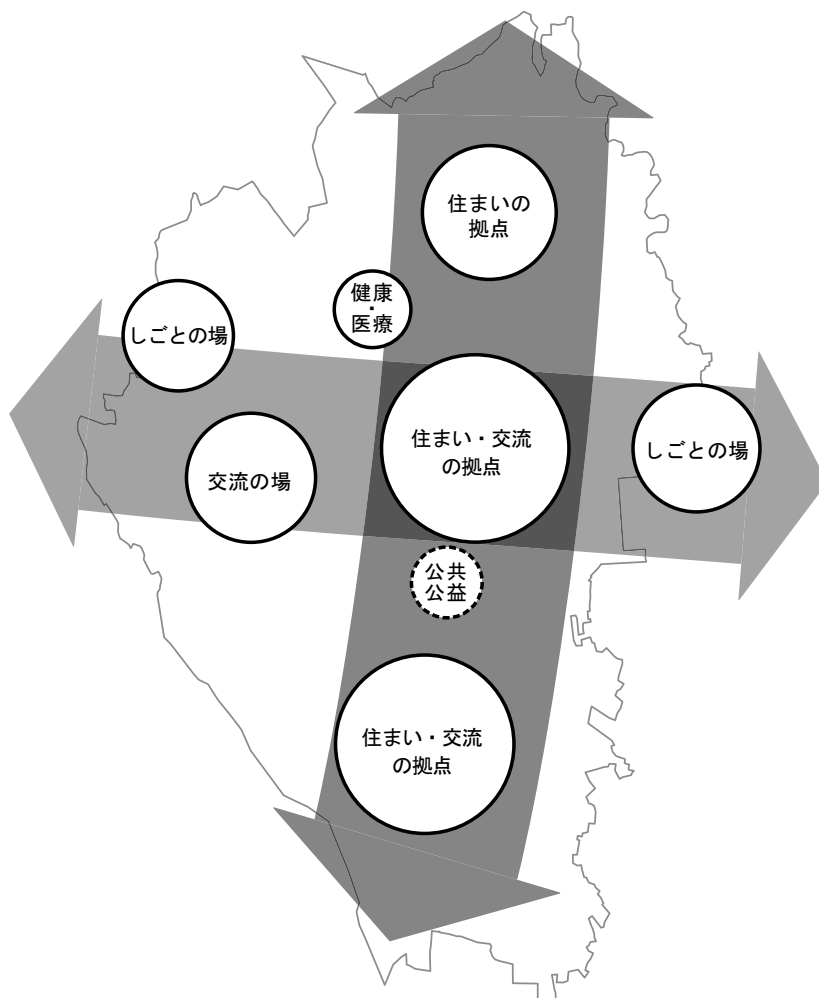 住まいの
拠点
健康
・
医療
しごとの場
住まい・交流
の拠点
しごとの場
交流の場
公共
公益
住まい・交流
の拠点